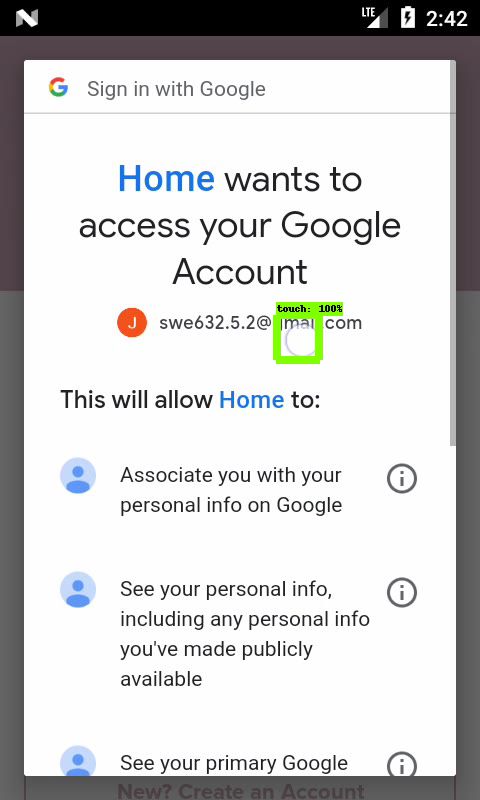 LTE 2:42
Sign in with Google
Home wants to
access your Google
Account
J swe632.5.2@gmail.com
touch: 100%
This will allow Home to:
Associate you with your
personal info on Google
See your personal info,
including any personal info
you've made publicly
available
See your primary Google
New? Create an Account